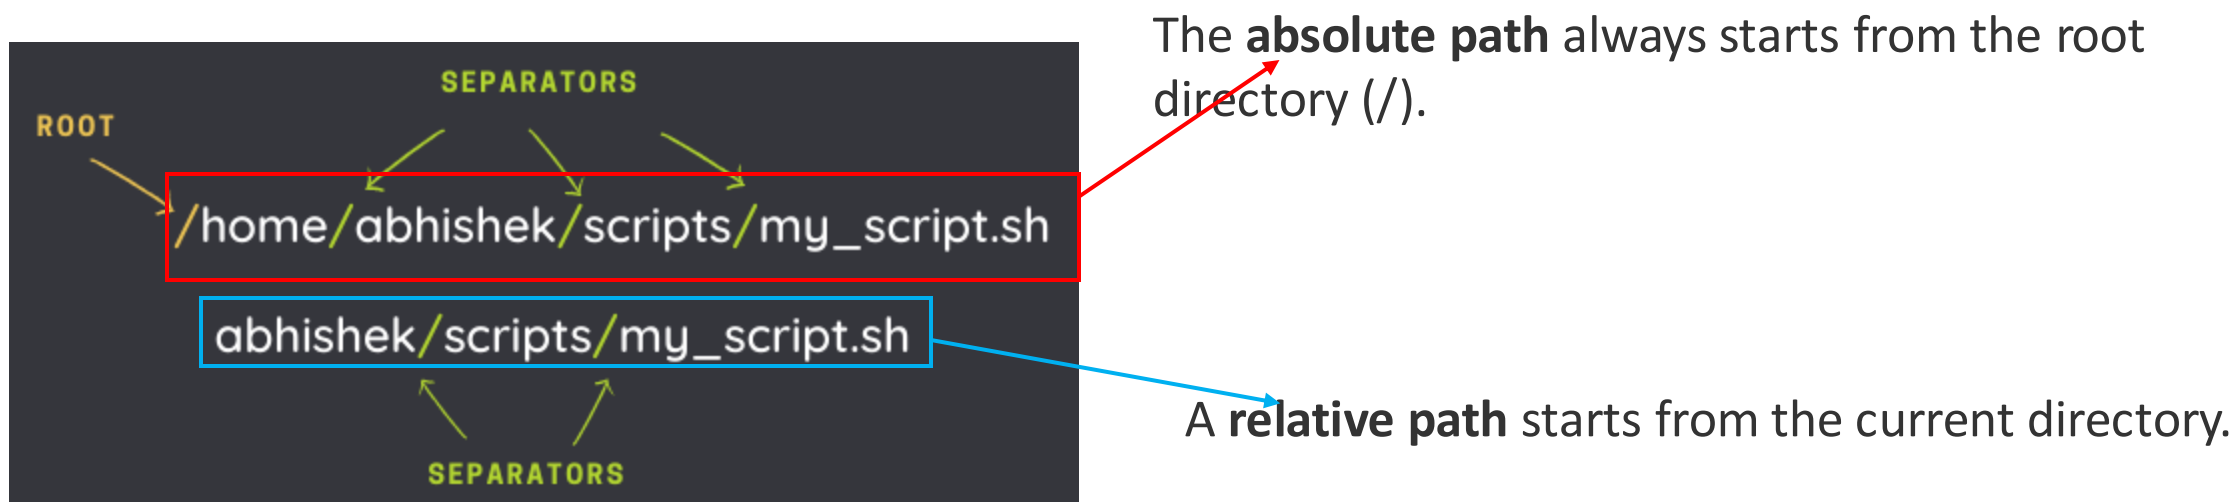 The absolute path always starts from the root
directory (/).
SEPARATORS
ROOT
/home/abhishek/scripts/my_script.sh
abhishek/scripts/my_script.sh
A relative path starts from the current directory.
SEPARATORS